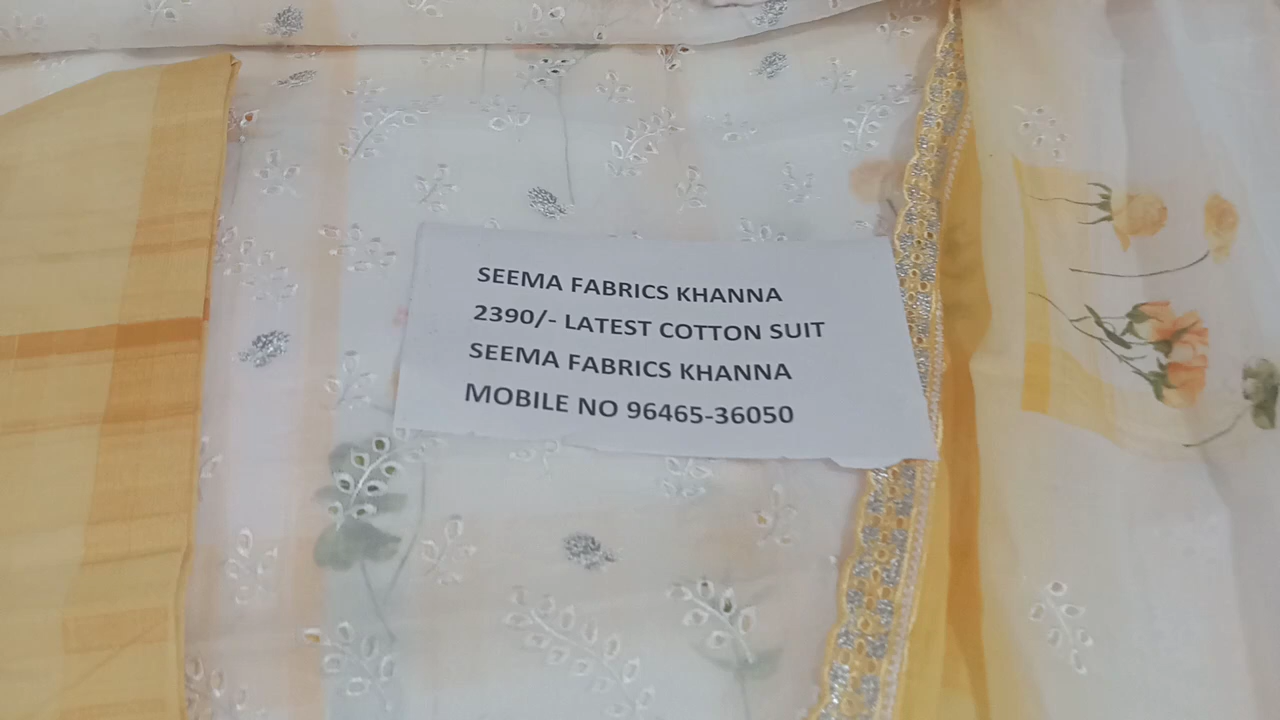 SEEMA FABRICS KHANNA
2390/- LATEST COTTON SUIT
SEEMA FABRICS KHANNA
MOBILE NO 96465-36050